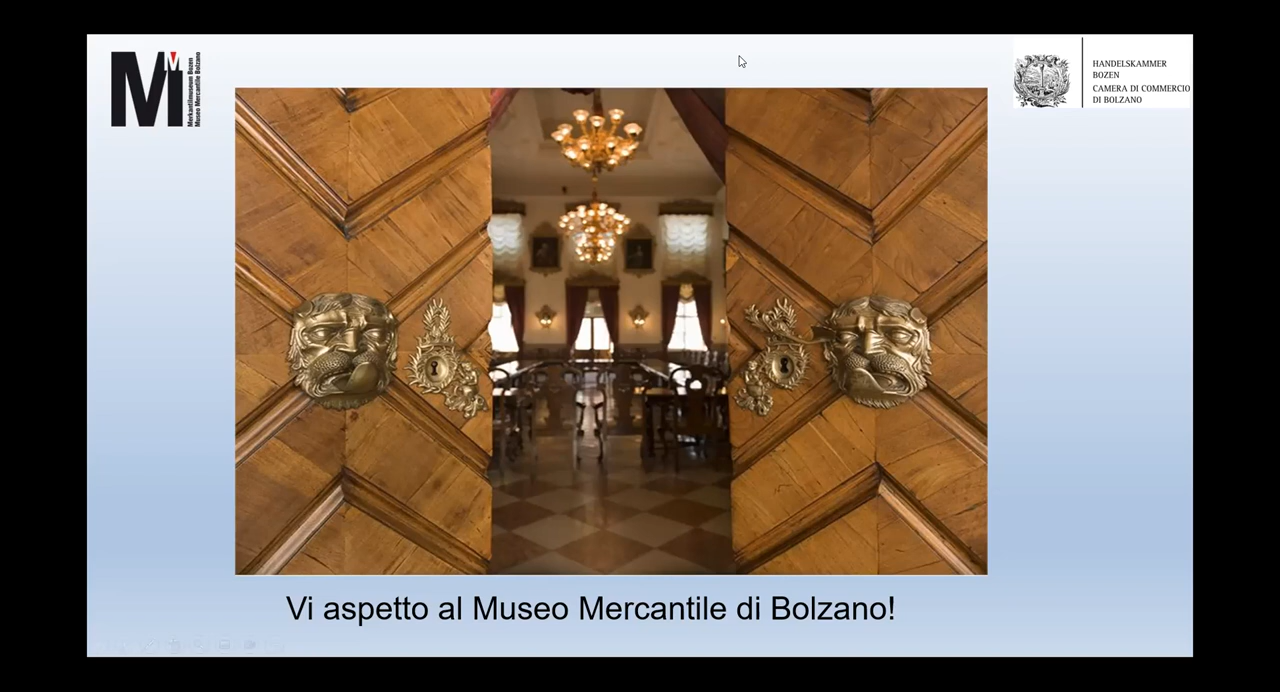 Mi
Merkantilmuseum Bozen
Museo Mercantile Bolzano
HANDELSKAMMER
BOZEN
CAMERA DI COMMERCIO
DI BOLZANO
Vi aspetto al Museo Mercantile di Bolzano!